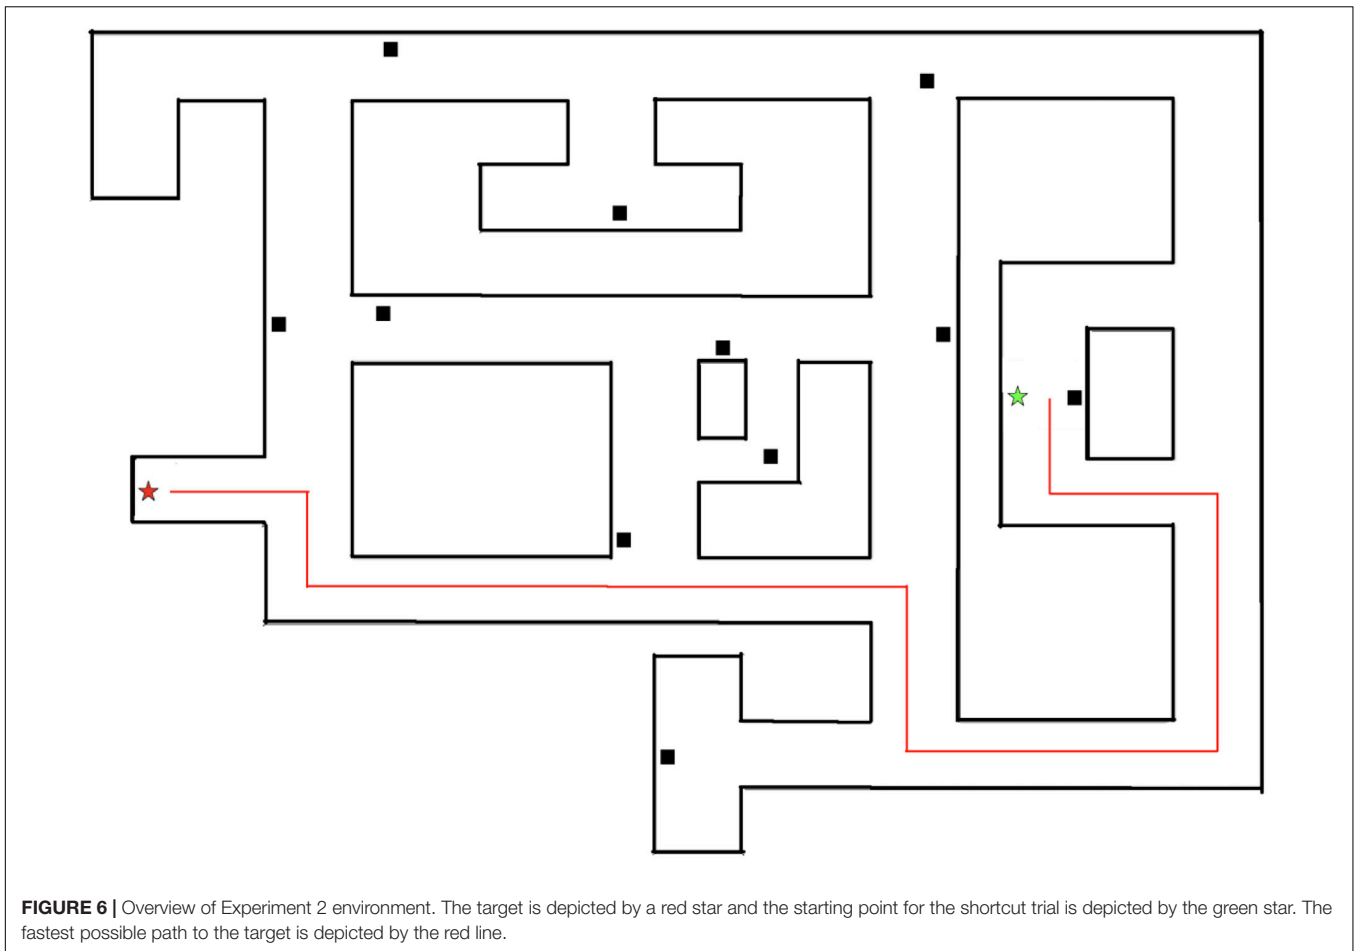 FIGURE 6 | Overview of Experiment 2 environment. The target is depicted by a red star and the starting point for the shortcut trial is depicted by the green star. The
fastest possible path to the target is depicted by the red line.